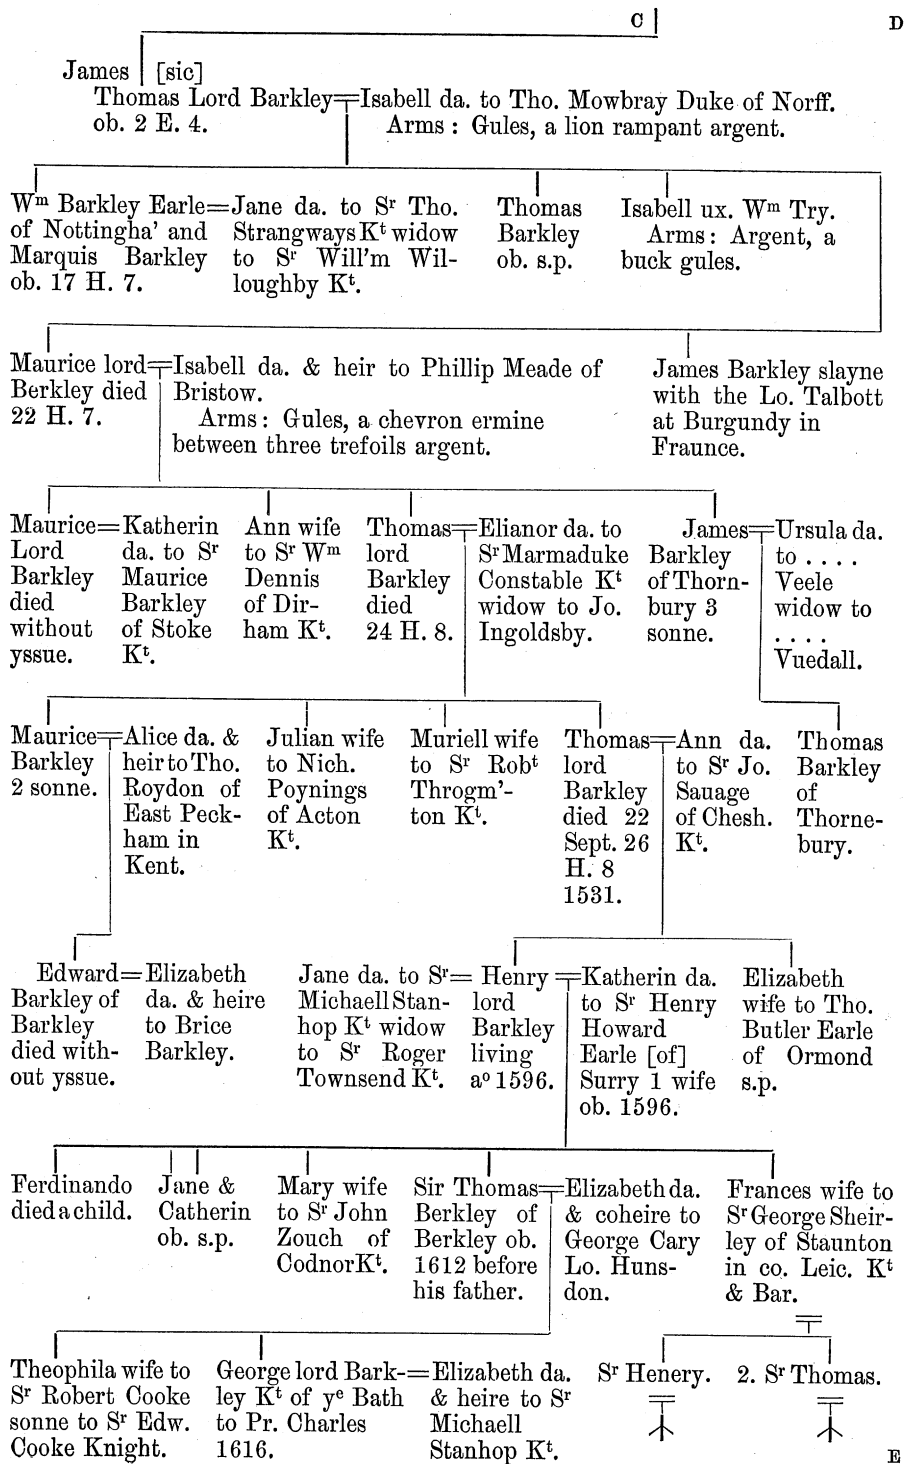 C D
James [sic]
Thomas Lord Barkley=Isabell da. to Tho. Mowbray Duke of Norff.
ob. 2 E. 4. Arms: Gules, a lion rampant argent.
Wm Barkley Earle=
of Nottingha' and
Marquis Barkley
ob. 17 H. 7.
Jane da. to Sr Tho.
Strangways Kt widow
to Sr Will'm Wil-
loughby Kt.
Thomas
Barkley
ob. s.p.
Isabell ux. Wm Try.
Arms: Argent, a
buck gules.
Maurice lord=
Berkley died
22 H. 7.
Isabell da. & heir to Phillip Meade of
Bristow.
Arms: Gules, a chevron ermine
between three trefoils argent.
James Barkley slayne
with the Lo. Talbott
at Burgundy in
Fraunce.
Maurice=
Lord
Barkley
died
without
yssue.
Katherin
da. to Sr
Maurice
Barkley
of Stoke
Kt.
Ann wife
to Sr Wm
Dennis
of Dir-
ham Kt.
Thomas=
lord
Barkley
died
24 H. 8.
Elianor da. to
Sr Marmaduke
Constable Kt
widow to Jo.
Ingoldsby.
James=
Barkley
of Thorn-
bury 3
sonne.
Ursula da.
to . . . .
Veele
widow to
. . . .
Vuedall.
Maurice=
Barkley
2 sonne.
Alice da. &
heir to Tho.
Roydon of
East Peck-
ham in
Kent.
Julian wife
to Nich.
Poynings
of Acton
Kt.
Muriell wife
to Sr Robt
Throgm'-
ton Kt.
Thomas=
lord
Barkley
died 22
Sept. 26
H. 8
1531.
Ann da.
to Sr Jo.
Sauage
of Chesh.
Kt.
Thomas
Barkley
of
Thorne-
bury.
Edward=
Barkley of
Barkley
died with-
out yssue.
Elizabeth
da. & heire
to Brice
Barkley.
Jane da. to Sr=
Michaell Stan-
hop Kt widow
to Sr Roger
Townsend Kt.
Henry=
lord
Barkley
living
ao 1596.
Katherin da.
to Sr Henry
Howard
Earle [of]
Surry 1 wife
ob. 1596.
Elizabeth
wife to Tho.
Butler Earle
of Ormond
s.p.
Ferdinando
died a child.
Jane &
Catherin
ob. s.p.
Mary wife
to Sr John
Zouch of
Codnor Kt.
Sir Thomas=
Berkley of
Berkley ob.
1612 before
his father.
Elizabeth da.
& coheire to
George Cary
Lo. Huns-
don.
Frances wife to
Sr George Sheir-
ley of Staunton
in co. Leic. Kt
& Bar.
Theophila wife to
Sr Robert Cooke
sonne to Sr Edw.
Cooke Knight.
George lord Bark-=
ley Kt of ye Bath
to Pr. Charles
1616.
Elizabeth da.
& heire to Sr
Michaell
Stanhop Kt.
Sr Henery.
2. Sr Thomas.
E